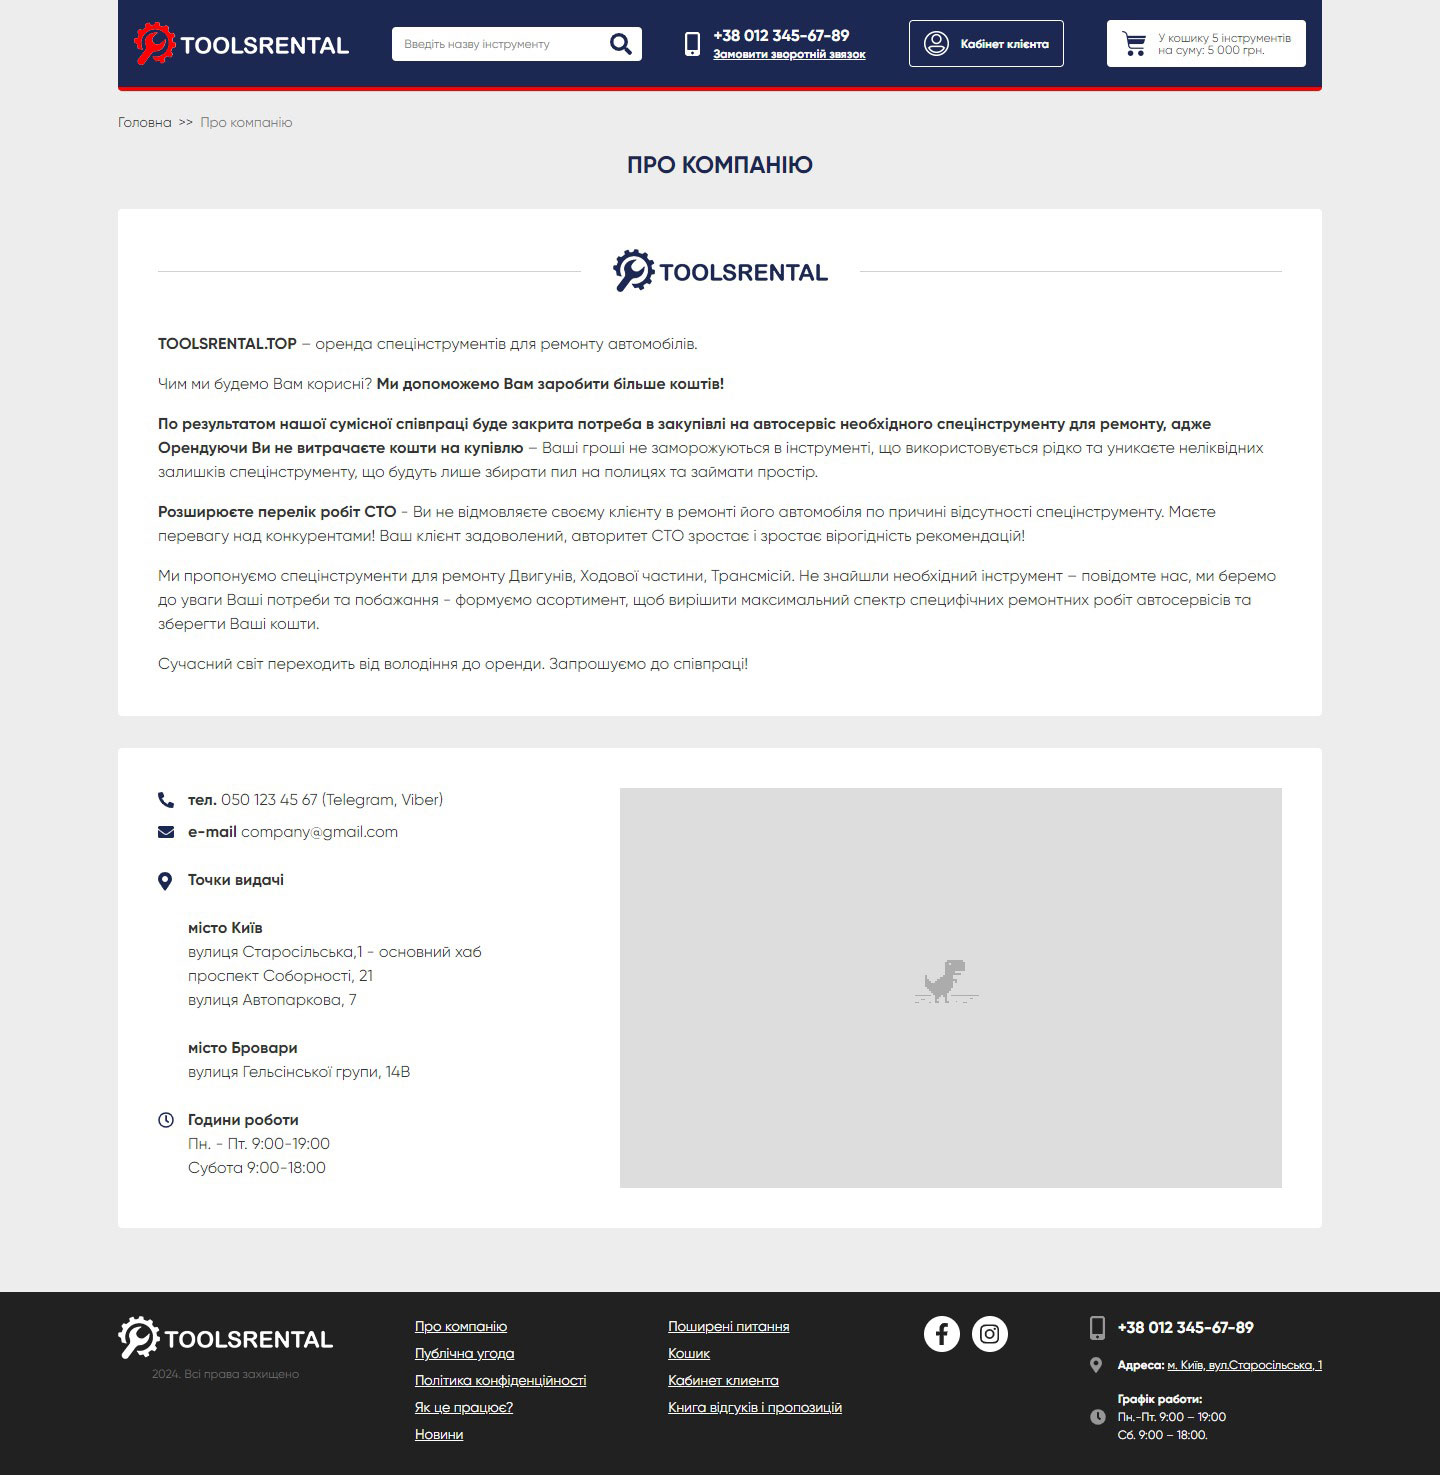 TOOLSRENTAL
Введіть назву інструменту
+38 012 345-67-89
Замовити зворотній звязок
Кабінет клієнта
У кошику 5 інструментів
на суму: 5 000 грн.
Головна >> Про компанію
ПРО КОМПАНІЮ
TOOLSRENTAL
TOOLSRENTAL.TOP – оренда спецінструментів для ремонту автомобілів.
Чим ми будемо Вам корисні? Ми допоможемо Вам заробити більше коштів!
По результатом нашої сумісної співпраці буде закрита потреба в закупівлі на автосервіс необхідного спецінструменту для ремонту, адже
Орендуючи Ви не витрачаєте кошти на купівлю – Ваші гроші не заморожуються в інструменті, що використовується рідко та уникаєте неліквідних
залишків спецінструменту, що будуть лише збирати пил на полицях та займати простір.
Розширюєте перелік робіт СТО - Ви не відмовляєте своєму клієнту в ремонті його автомобіля по причині відсутності спецінструменту. Маєте
перевагу над конкурентами! Ваш клієнт задоволений, авторитет СТО зростає і зростає вірогідність рекомендацій!
Ми пропонуємо спецінструменти для ремонту Двигунів, Ходової частини, Трансмісій. Не знайшли необхідний інструмент – повідомте нас, ми беремо
до уваги Ваші потреби та побажання - формуємо асортимент, щоб вирішити максимальний спектр специфічних ремонтних робіт автосервісів та
зберегти Ваші кошти.
Сучасний світ переходить від володіння до оренди. Запрошуємо до співпраці!
тел. 050 123 45 67 (Telegram, Viber)
e-mail company@gmail.com
Точки видачі
місто Київ
вулиця Старосільська,1 - основний хаб
проспект Соборності, 21
вулиця Автопаркова, 7
місто Бровари
вулиця Гельсінської групи, 14В
Години роботи
Пн. - Пт. 9:00-19:00
Субота 9:00-18:00
TOOLSRENTAL
2024. Всі права захищено
Про компанію
Публічна угода
Політика конфіденційності
Як це працює?
Новини
Поширені питання
Кошик
Кабинет клиента
Книга відгуків і пропозицій
+38 012 345-67-89
Адреса: м. Київ, вул.Старосільська, 1
Графік работи:
Пн.-Пт. 9:00 – 19:00
Сб. 9:00 – 18:00.